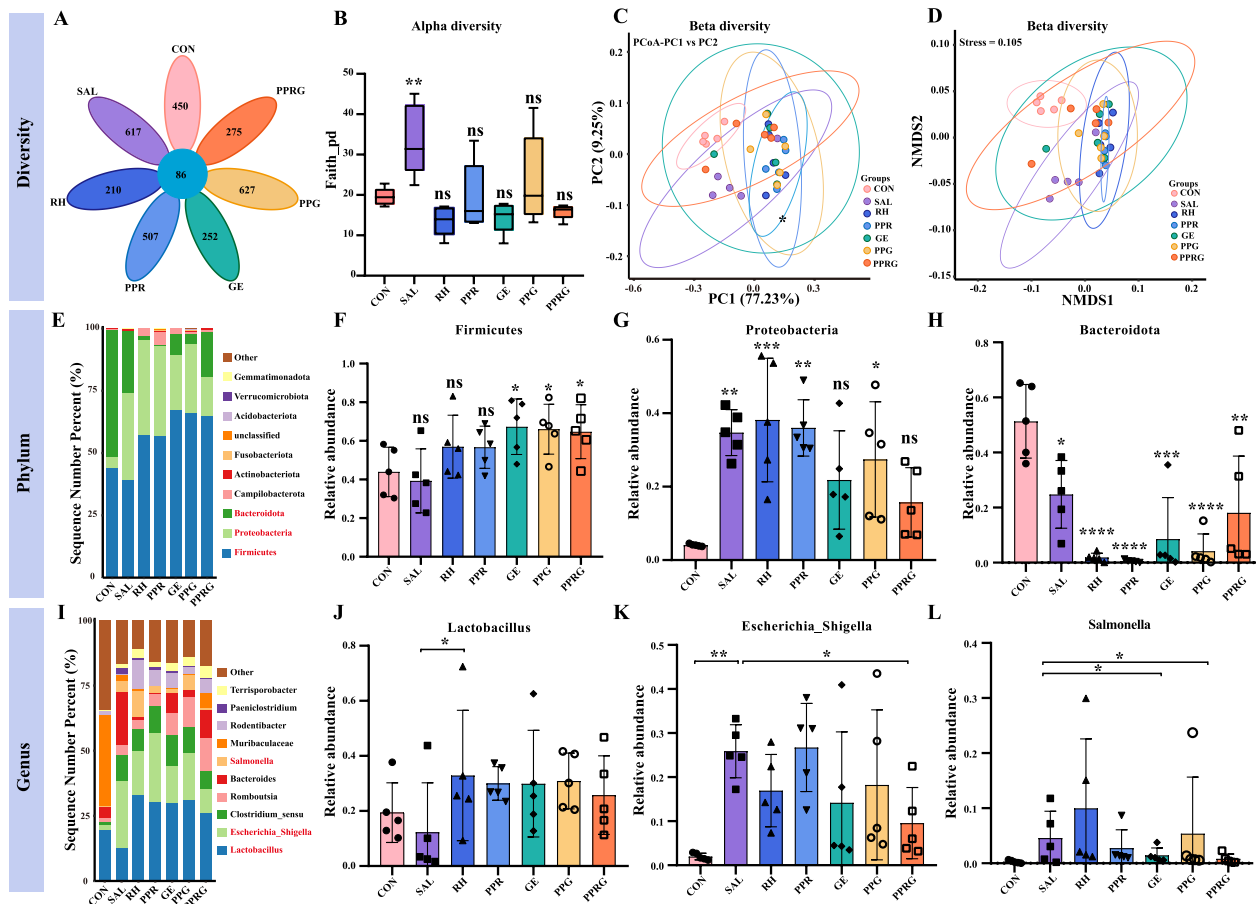 Diversity
A
CON
450
SAL
617
PPRG
275
86
RH
210
627
PPG
507
252
PPR
GE
B
Alpha diversity
Faith_pd
50
40
30
20
10
0
**
ns
ns
ns
ns
ns
CON
SAL
RH
PPR
GE
PPG
PPRG
C
Beta diversity
PCoA-PC1 vs PC2
PC2 (9.25%)
0.2
0.1
0.0
-0.1
-0.2
*
Groups
CON
SAL
RH
PPR
GE
PPG
PPRG
-0.6
-0.3
0.0
0.3
0.6
PC1 (77.23%)
D
Beta diversity
Stress = 0.105
NMDS2
0.10
0.05
0.00
-0.05
-0.10
-0.15
Groups
CON
SAL
RH
PPR
GE
PPG
PPRG
-0.2
-0.1
0.0
0.1
0.2
NMDS1
Phylum
E
Sequence Number Percent (%)
100
75
50
25
0
CON
SAL
RH
PPR
GE
PPG
PPRG
Other
Gemmatimonadota
Verrucomicrobiota
Acidobacteriota
unclassified
Fusobacteriota
Actinobacteriota
Campilobacterota
Bacteroidota
Proteobacteria
Firmicutes
F
Firmicutes
Relative abundance
1.0
0.8
0.6
0.4
0.2
0.0
ns
ns
ns
*
*
*
CON
SAL
RH
PPR
GE
PPG
PPRG
G
Proteobacteria
Relative abundance
0.6
0.4
0.2
0.0
**
***
**
ns
*
ns
CON
SAL
RH
PPR
GE
PPG
PPRG
H
Bacteroidota
Relative abundance
0.8
0.6
0.4
0.2
0.0
*
****
****
***
****
**
CON
SAL
RH
PPR
GE
PPG
PPRG
Genus
I
Sequence Number Percent (%)
100
75
50
25
0
CON
SAL
RH
PPR
GE
PPG
PPRG
Other
Terrisporobacter
Paeniclostridium
Rodentibacter
Muribaculaceae
Salmonella
Bacteroides
Romboutsia
Clostridium_sensu
Escherichia_Shigella
Lactobacillus
J
Lactobacillus
Relative abundance
0.8
0.6
0.4
0.2
0.0
*
CON
SAL
RH
PPR
GE
PPG
PPRG
K
Escherichia_Shigella
Relative abundance
0.5
0.4
0.3
0.2
0.1
0.0
**
*
CON
SAL
RH
PPR
GE
PPG
PPRG
L
Salmonella
Relative abundance
0.4
0.3
0.2
0.1
0.0
*
*
CON
SAL
RH
PPR
GE
PPG
PPRG